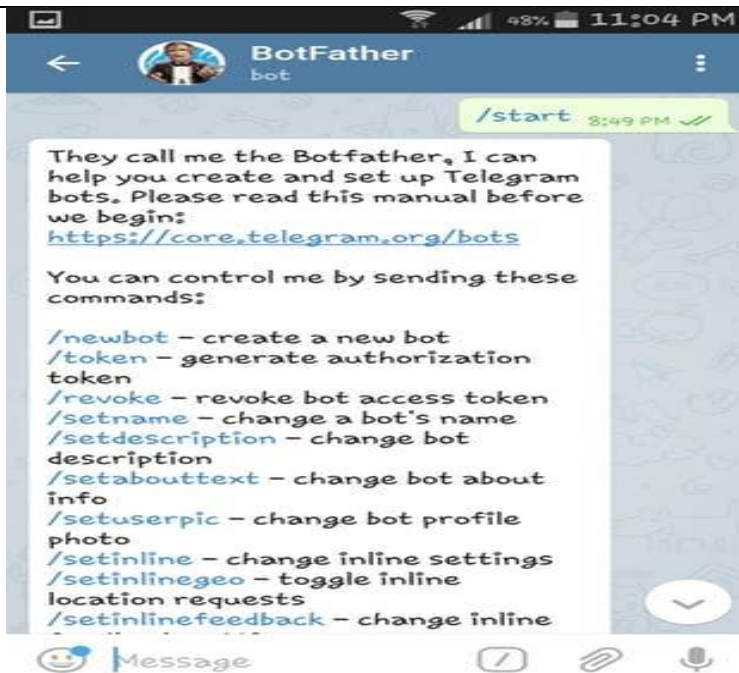 48% 11:04 PM
BotFather
bot
/start 8:49 PM
They call me the Botfather, I can
help you create and set up Telegram
bots. Please read this manual before
we begin:
https://core.telegram.org/bots
You can control me by sending these
commands:
/newbot - create a new bot
/token - generate authorization
token
/revoke - revoke bot access token
/setname - change a bot's name
/setdescription - change bot
description
/setabouttext - change bot about
info
/setuserpic - change bot profile
photo
/setinline - change inline settings
/setinlinegeo - toggle inline
location requests
/setinlinefeedback - change inline
Message